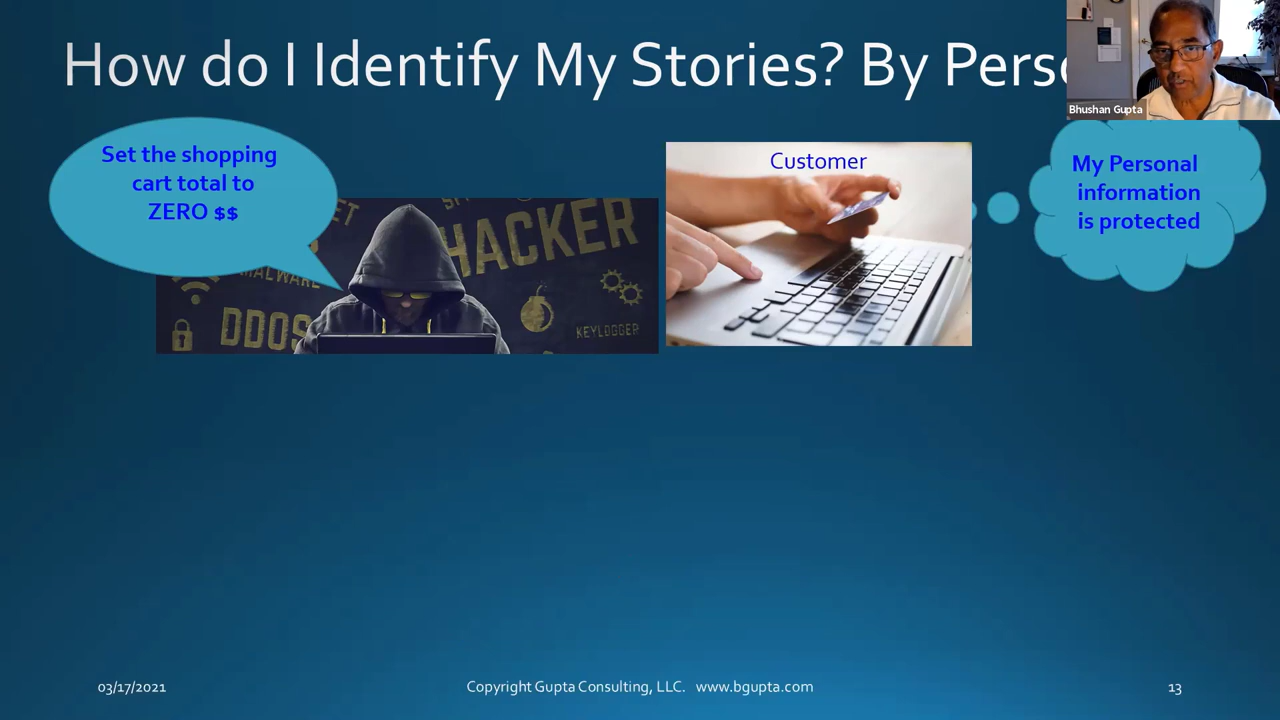 How do I Identify My Stories? By Perso
Bhushan Gupta
Set the shopping
cart total to
ZERO $$
Customer
My Personal
information
is protected
HACKER
MALWARE
DDOS
KEYLOGGER
03/17/2021
Copyright Gupta Consulting, LLC. www.bgupta.com
13